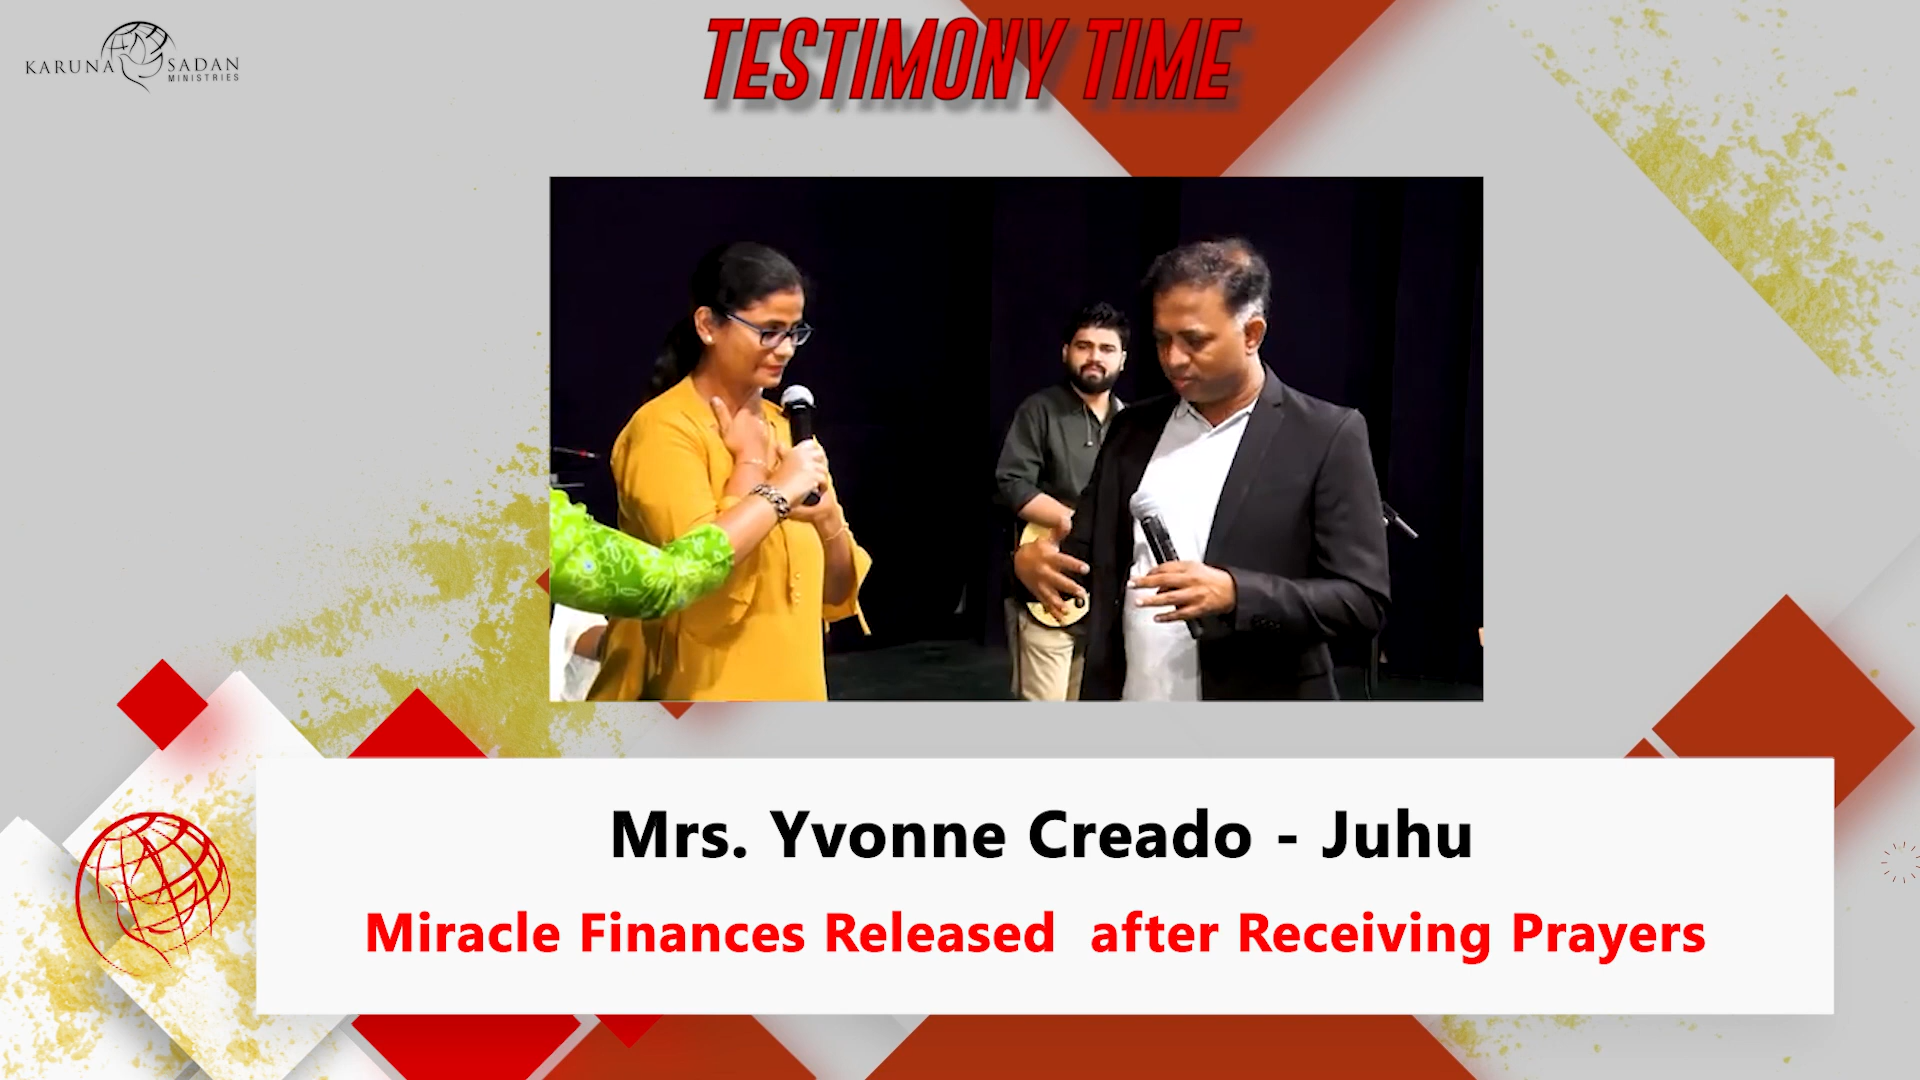 KARUNA SADAN
MINISTRIES
TESTIMONY TIME
Mrs. Yvonne Creado - Juhu
Miracle Finances Released after Receiving Prayers